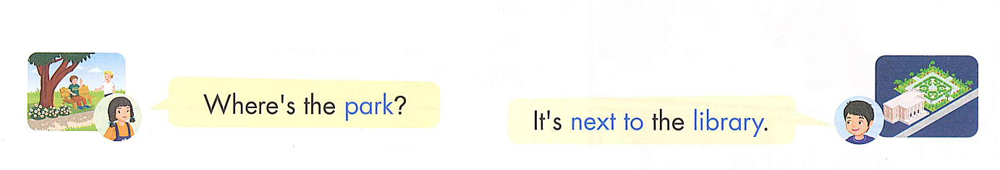 Where's the park?
It's next to the library.